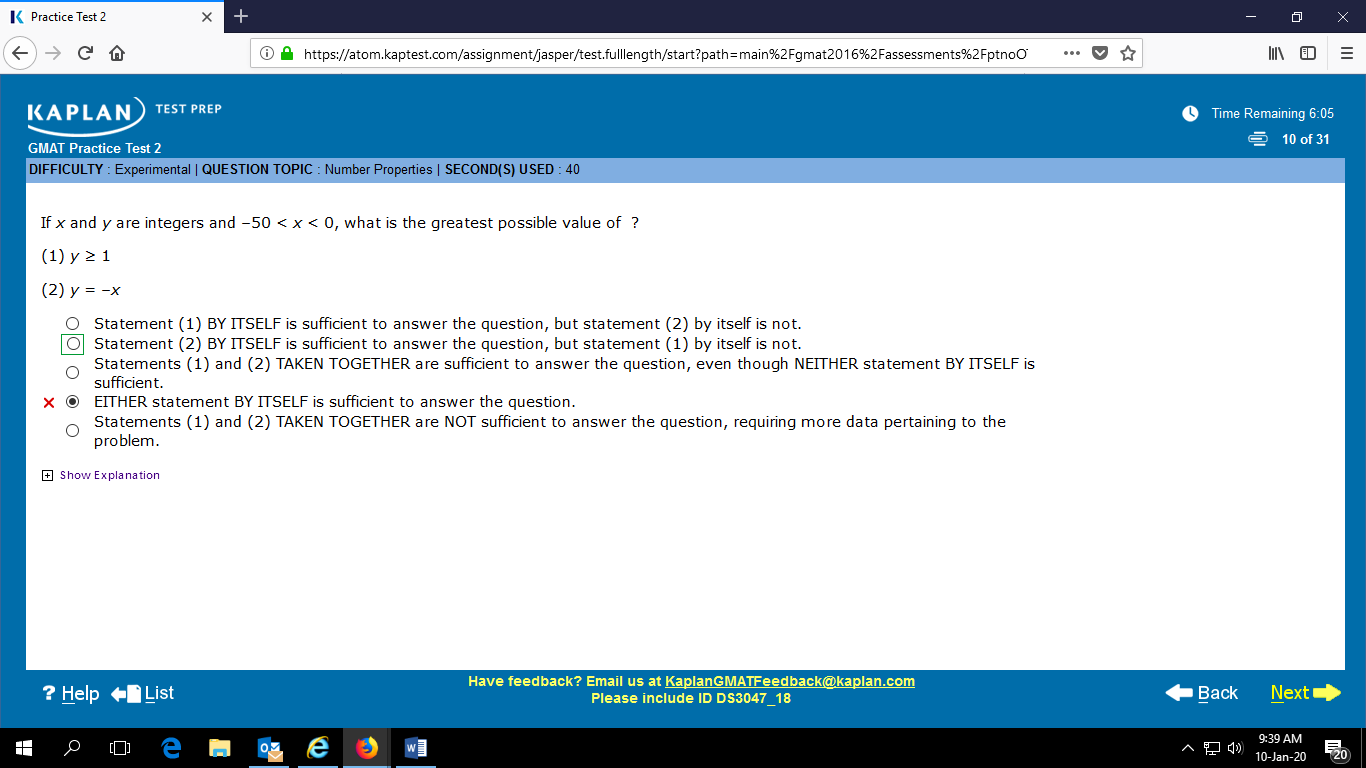 Practice Test 2
https://atom.kaptest.com/assignment/jasper/test.fulllength/start?path=main%2Fgmat2016%2Fassessments%2FptnoO
KAPLAN TEST PREP
Time Remaining 6:05
GMAT Practice Test 2
10 of 31
DIFFICULTY : Experimental | QUESTION TOPIC : Number Properties | SECOND(S) USED : 40
If x and y are integers and −50 < x < 0, what is the greatest possible value of ?
(1) y ≥ 1
(2) y = −x
Statement (1) BY ITSELF is sufficient to answer the question, but statement (2) by itself is not.
Statement (2) BY ITSELF is sufficient to answer the question, but statement (1) by itself is not.
Statements (1) and (2) TAKEN TOGETHER are sufficient to answer the question, even though NEITHER statement BY ITSELF is
sufficient.
EITHER statement BY ITSELF is sufficient to answer the question.
Statements (1) and (2) TAKEN TOGETHER are NOT sufficient to answer the question, requiring more data pertaining to the
problem.
Show Explanation
? Help
List
Have feedback? Email us at KaplanGMATFeedback@kaplan.com
Please include ID DS3047_18
Back
Next
9:39 AM
10-Jan-20
20